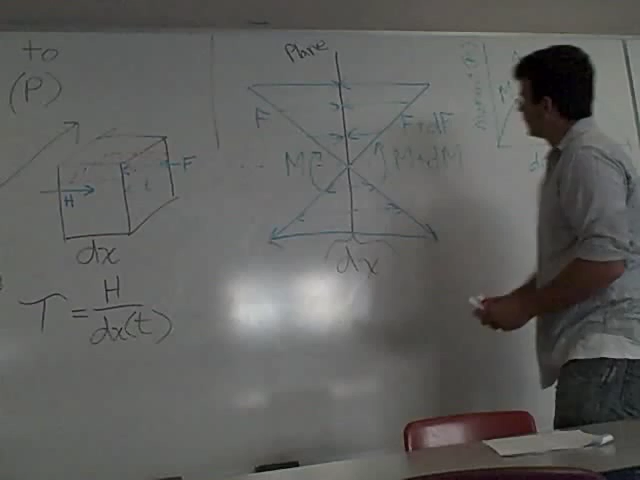 to
(P)
F
H
t
dx
T = H / dx(t)
Plane
F
F+dF
M
M+dM
dx
M
d